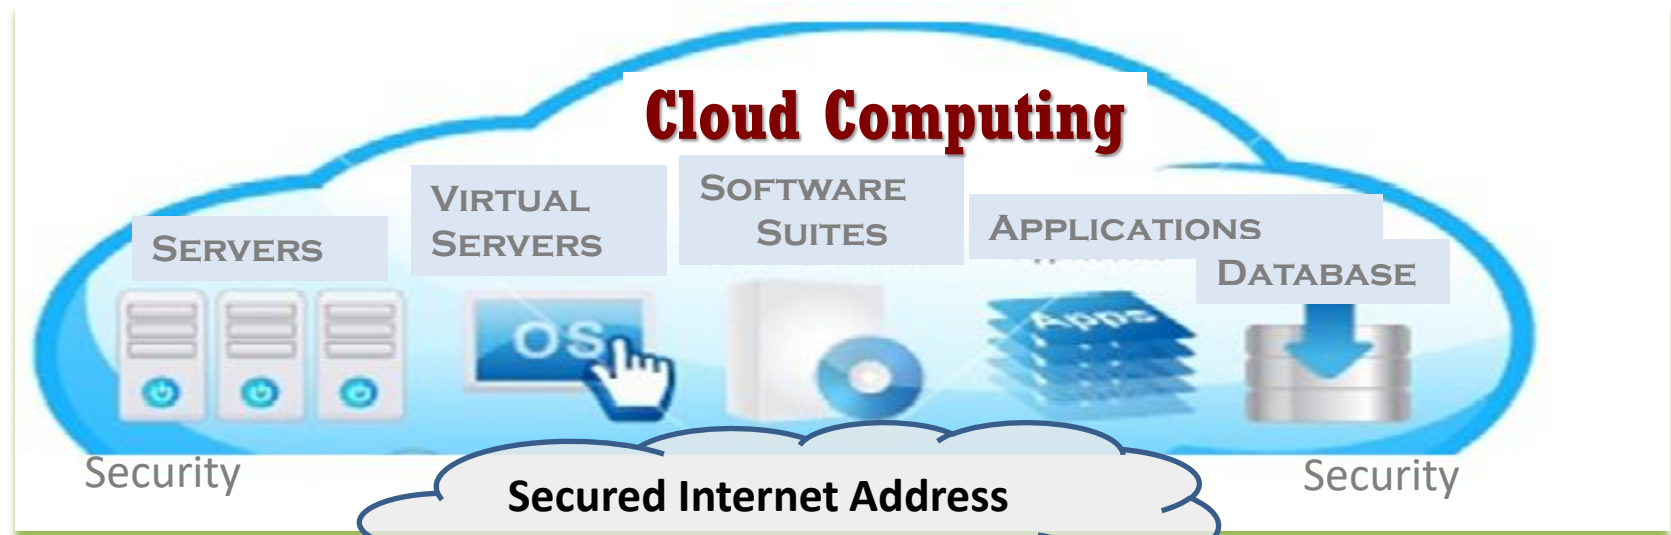 Cloud Computing
SOFTWARE
SUITES
VIRTUAL
SERVERS
APPLICATIONS
SERVERS
DATABASE
OS
Apps
Security
Security
Secured Internet Address